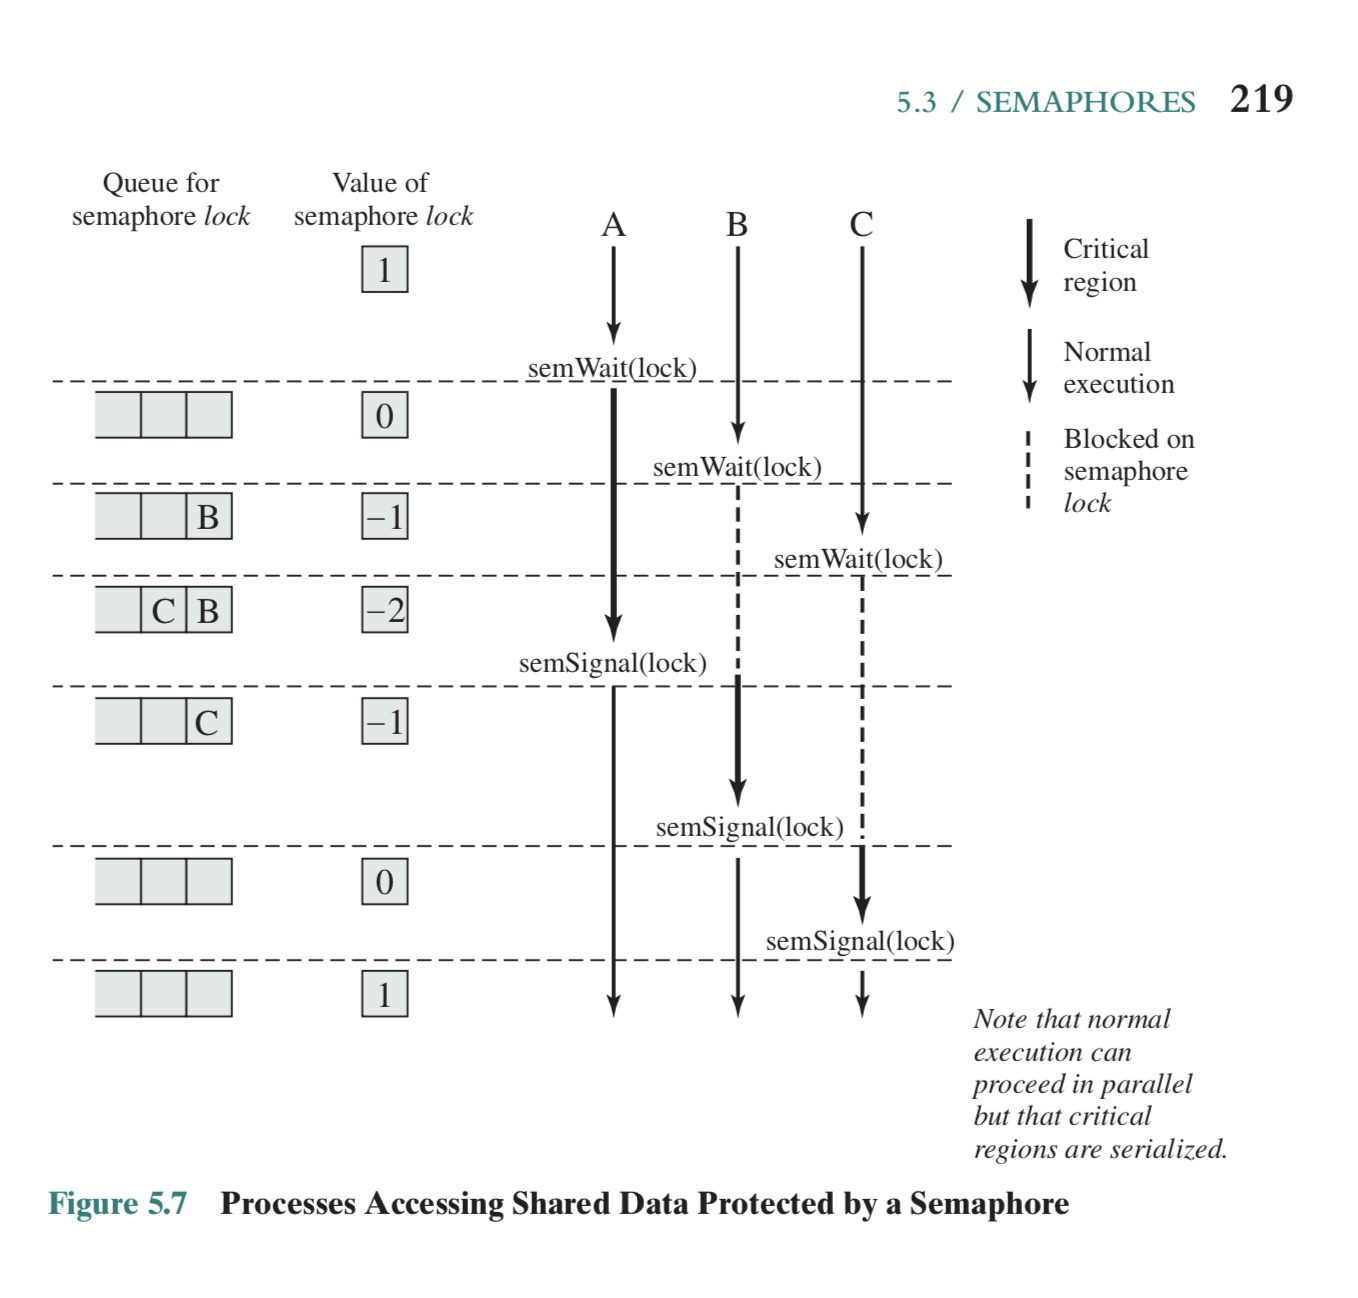 5.3 / SEMAPHORES 219
Queue for
semaphore lock
Value of
semaphore lock
A B C
1
Critical
region
Normal
execution
Blocked on
semaphore
lock
semWait(lock)
0
semWait(lock)
B −1
semWait(lock)
C B −2
semSignal(lock)
C −1
semSignal(lock)
0
semSignal(lock)
1
Note that normal
execution can
proceed in parallel
but that critical
regions are serialized.
Figure 5.7 Processes Accessing Shared Data Protected by a Semaphore